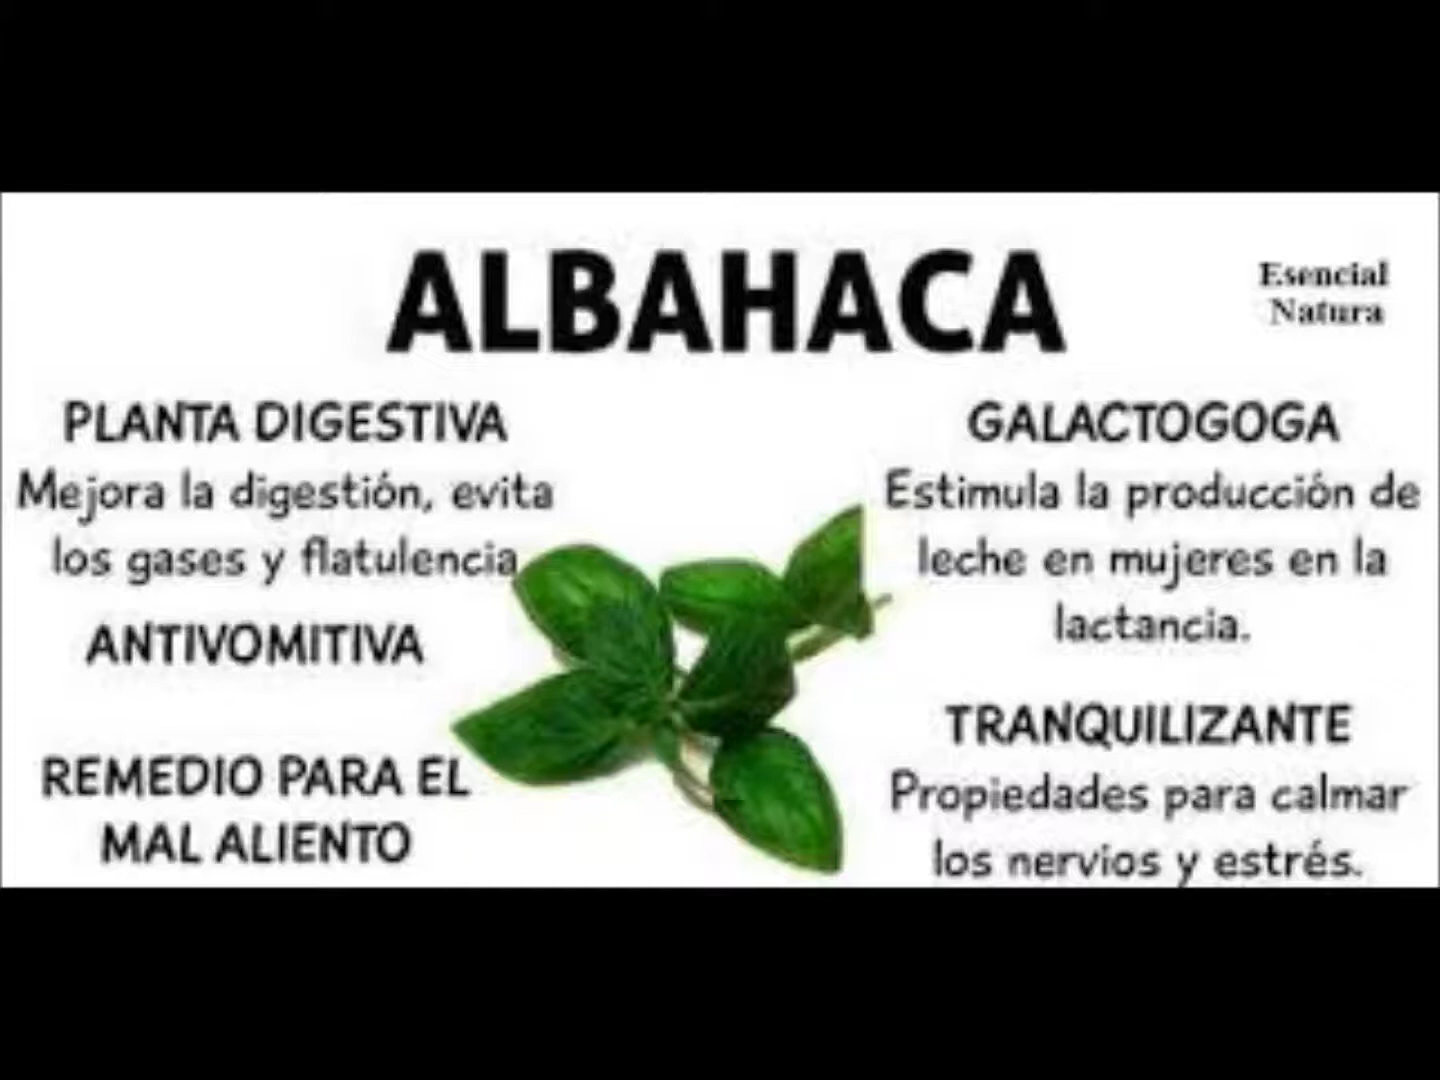 ALBAHACA
Esencial
Natura
PLANTA DIGESTIVA
Mejora la digestión, evita
los gases y flatulencia
ANTIVOMITIVA
REMEDIO PARA EL
MAL ALIENTO
GALACTOGOGA
Estimula la producción de
leche en mujeres en la
lactancia.
TRANQUILIZANTE
Propiedades para calmar
los nervios y estrés.